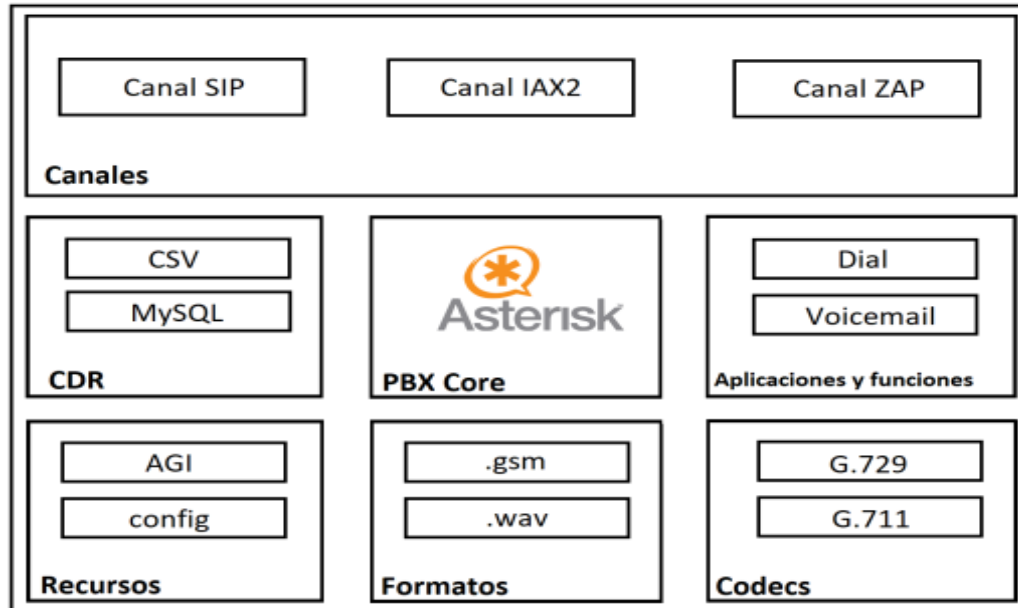 Canal SIP
Canal IAX2
Canal ZAP
Canales
CSV
MySQL
CDR
Asterisk
PBX Core
Dial
Voicemail
Aplicaciones y funciones
AGI
config
Recursos
.gsm
.wav
Formatos
G.729
G.711
Codecs